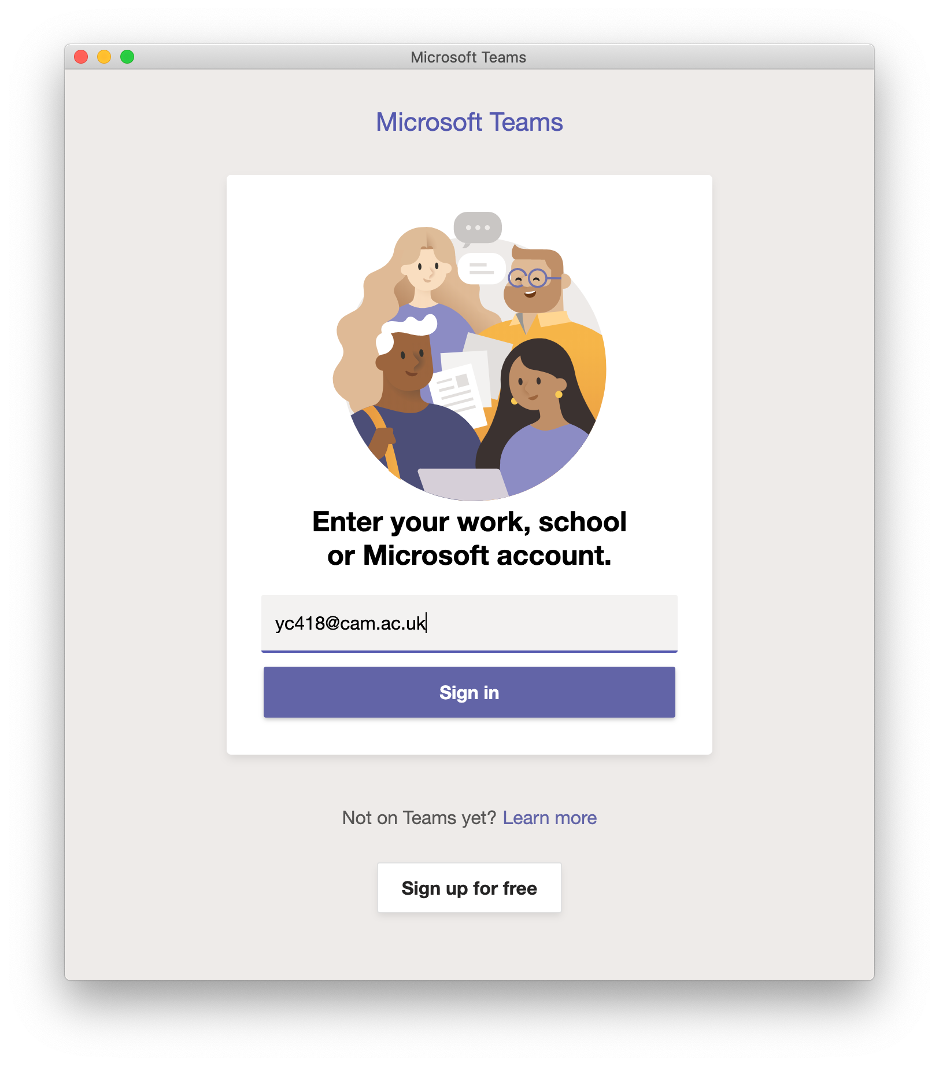 Microsoft Teams
Microsoft Teams
Enter your work, school
or Microsoft account.
yc418@cam.ac.uk
Sign in
Not on Teams yet? Learn more
Sign up for free